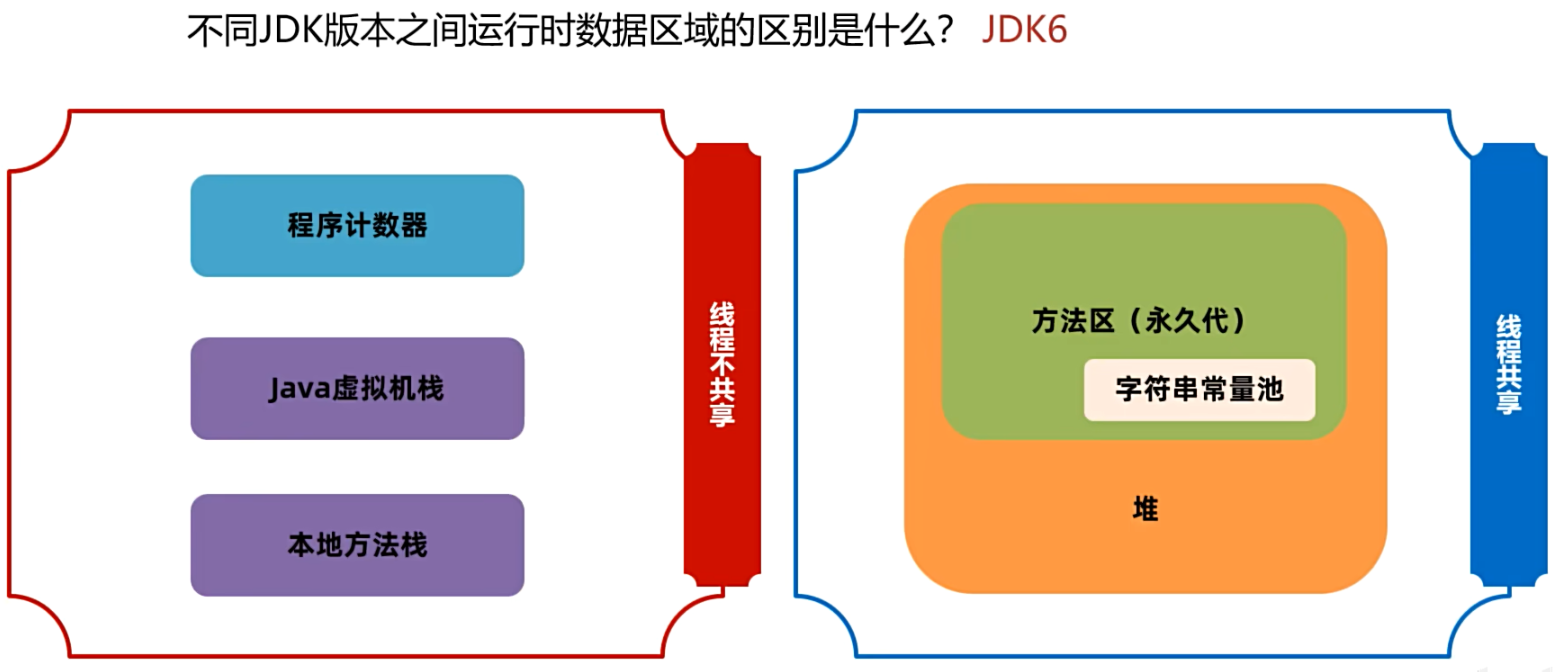 不同JDK版本之间运行时数据区域的区别是什么? JDK6
程序计数器
Java虚拟机栈
本地方法栈
线程不共享
方法区（永久代）
字符串常量池
堆
线程共享